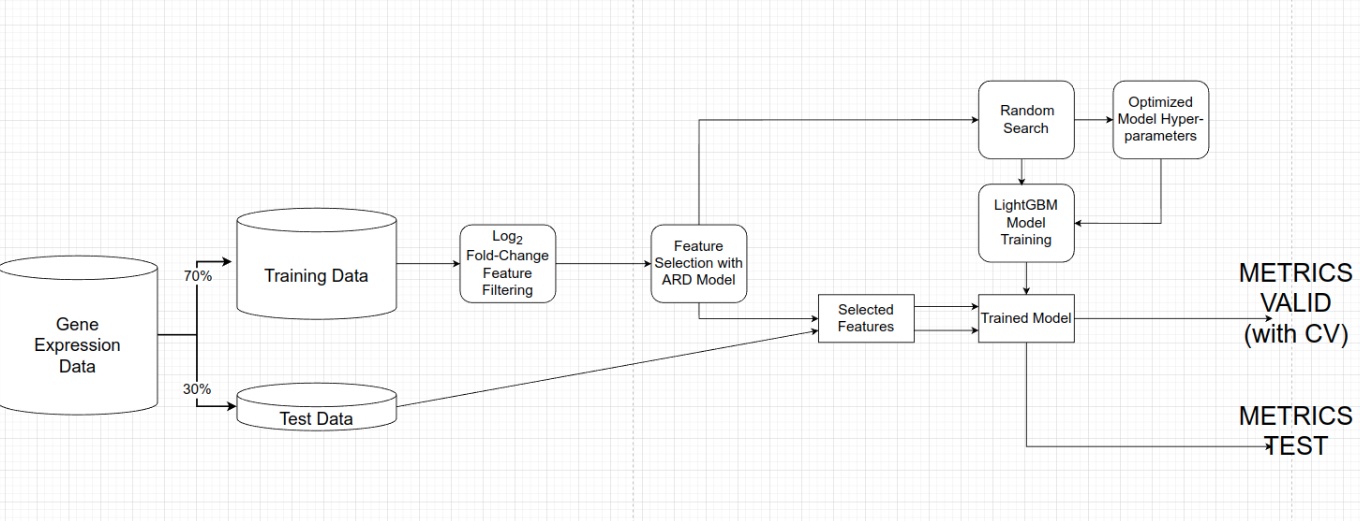 Gene
Expression
Data
70%
30%
Training Data
Test Data
Log2
Fold-Change
Feature
Filtering
Feature
Selection with
ARD Model
Selected
Features
Random
Search
Optimized
Model Hyper-
parameters
LightGBM
Model
Training
Trained Model
METRICS
VALID
(with CV)
METRICS
TEST